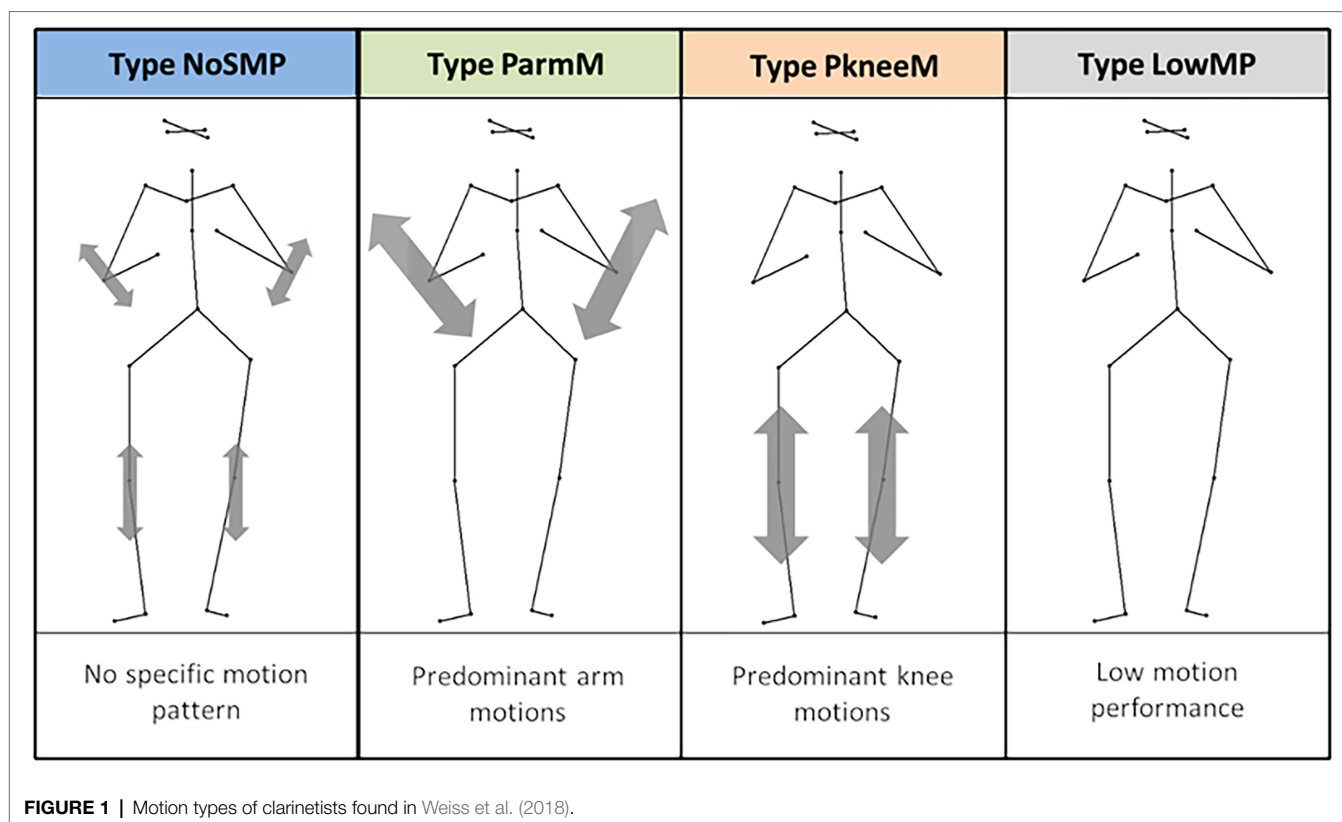 Type NoSMP
Type ParmM
Type PkneeM
Type LowMP
No specific motion
pattern
Predominant arm
motions
Predominant knee
motions
Low motion
performance
FIGURE 1 | Motion types of clarinetists found in Weiss et al. (2018).